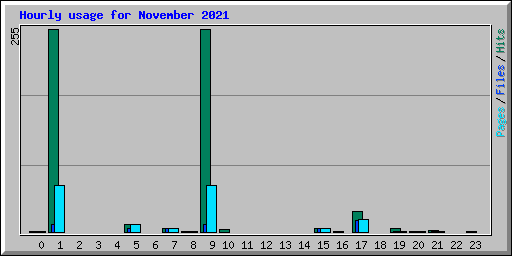 Hourly usage for November 2021
255
Pages/Files/Hits
0 1 2 3 4 5 6 7 8 9 10 11 12 13 14 15 16 17 18 19 20 21 22 23